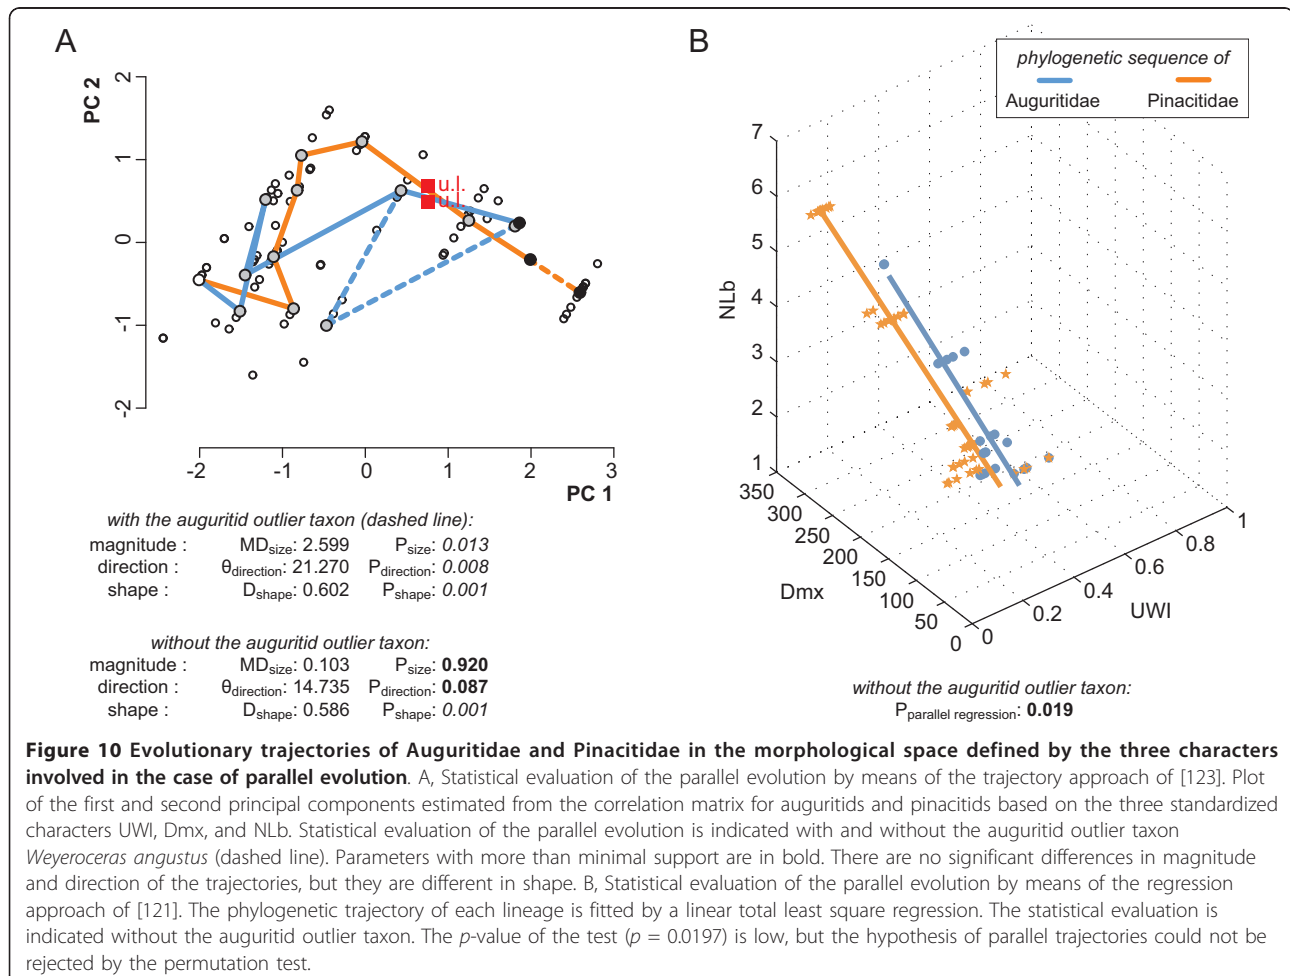 A
PC 2
2
1
0
-1
-2
u.l.
u.l.
-2 -1 0 1 2 3
PC 1
with the auguritid outlier taxon (dashed line):
magnitude : MDsize: 2.599 Psize: 0.013
direction : θdirection: 21.270 Pdirection: 0.008
shape : Dshape: 0.602 Pshape: 0.001
without the auguritid outlier taxon:
magnitude : MDsize: 0.103 Psize: 0.920
direction : θdirection: 14.735 Pdirection: 0.087
shape : Dshape: 0.586 Pshape: 0.001
B
phylogenetic sequence of
Auguritidae Pinacitidae
NLb
7
6
5
4
3
2
1
350
300
250
200
150
100
50
0
Dmx
0
0.2
0.4
0.6
0.8
1
UWI
without the auguritid outlier taxon:
Pparallel regression: 0.019
Figure 10 Evolutionary trajectories of Auguritidae and Pinacitidae in the morphological space defined by the three characters
involved in the case of parallel evolution. A, Statistical evaluation of the parallel evolution by means of the trajectory approach of [123]. Plot
of the first and second principal components estimated from the correlation matrix for auguritids and pinacitids based on the three standardized
characters UWI, Dmx, and NLb. Statistical evaluation of the parallel evolution is indicated with and without the auguritid outlier taxon
Weyeroceras angustus (dashed line). Parameters with more than minimal support are in bold. There are no significant differences in magnitude
and direction of the trajectories, but they are different in shape. B, Statistical evaluation of the parallel evolution by means of the regression
approach of [121]. The phylogenetic trajectory of each lineage is fitted by a linear total least square regression. The statistical evaluation is
indicated without the auguritid outlier taxon. The p-value of the test (p = 0.0197) is low, but the hypothesis of parallel trajectories could not be
rejected by the permutation test.